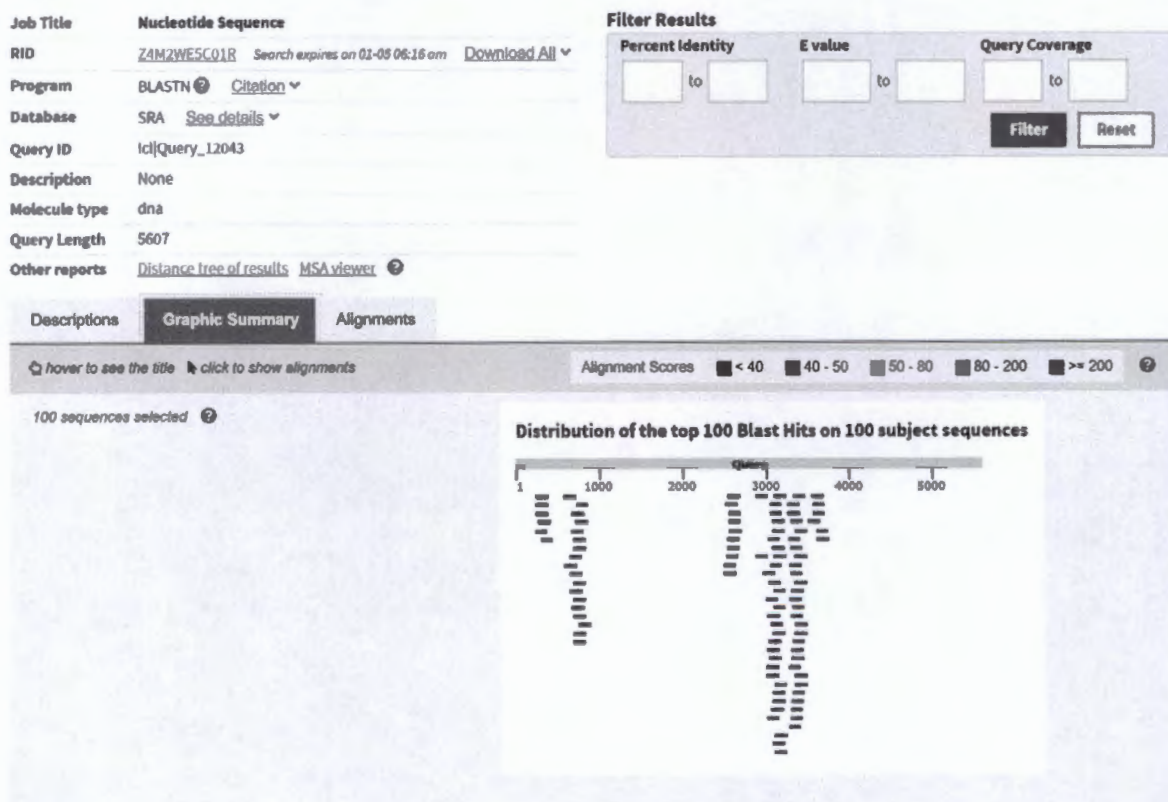 Job Title Nucleotide Sequence
RID Z4M2WE5C01R Search expires on 01-05 06:16 am Download All
Program BLASTN Citation
Database SRA See details
Query ID lcl|Query_12043
Description None
Molecule type dna
Query Length 5607
Other reports Distance tree of results MSA viewer
Filter Results
Percent Identity E value Query Coverage
to to to
Filter Reset
Descriptions Graphic Summary Alignments
hover to see the title click to show alignments
Alignment Scores < 40 40 - 50 50 - 80 80 - 200 >= 200
100 sequences selected
Distribution of the top 100 Blast Hits on 100 subject sequences
Query
1 1000 2000 3000 4000 5000